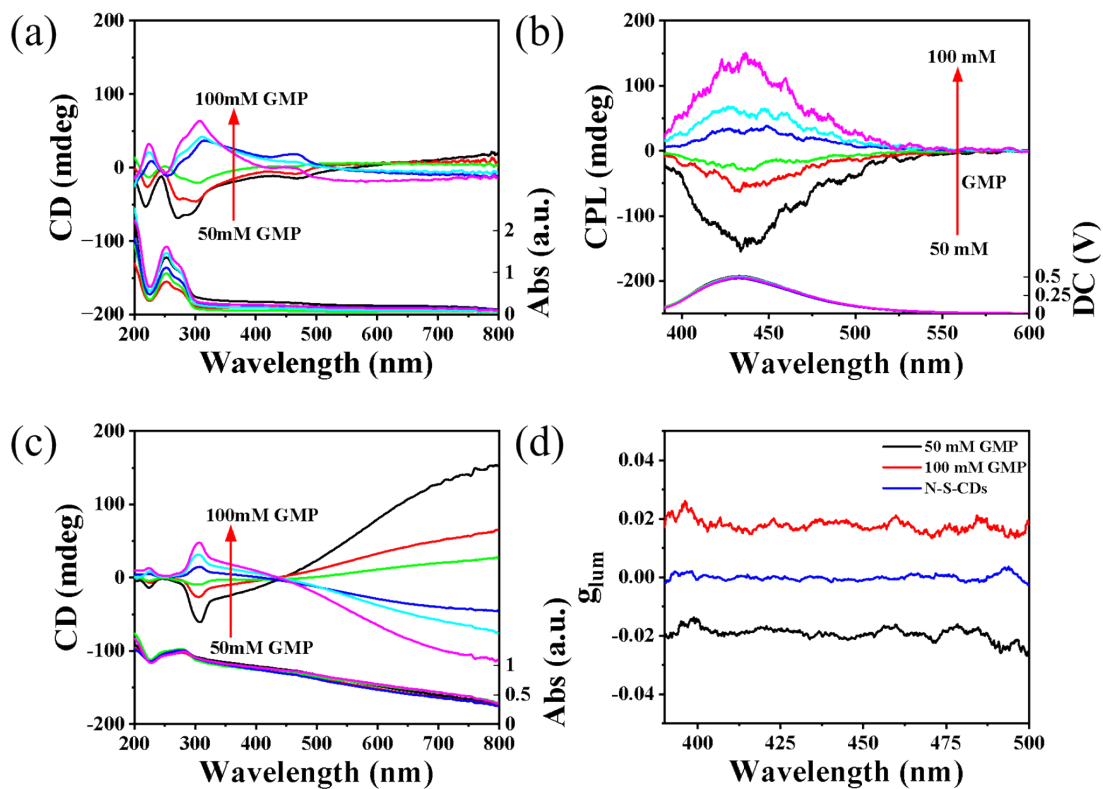 (a)
200
100
0
−100
−200
CD (mdeg)
100mM GMP
50mM GMP
2
1
0
Abs (a.u.)
200 300 400 500 600 700 800
Wavelength (nm)
(b)
200
100
0
-100
-200
CPL (mdeg)
100 mM
GMP
50 mM
0.5
0.25
0
DC (V)
400 450 500 550 600
Wavelength (nm)
(c)
200
100
0
-100
-200
CD (mdeg)
100mM GMP
50mM GMP
1
0.5
0
Abs (a.u.)
200 300 400 500 600 700 800
Wavelength (nm)
(d)
0.04
0.02
0.00
-0.02
-0.04
glum
50 mM GMP
100 mM GMP
N-S-CDs
400 425 450 475 500
Wavelength (nm)